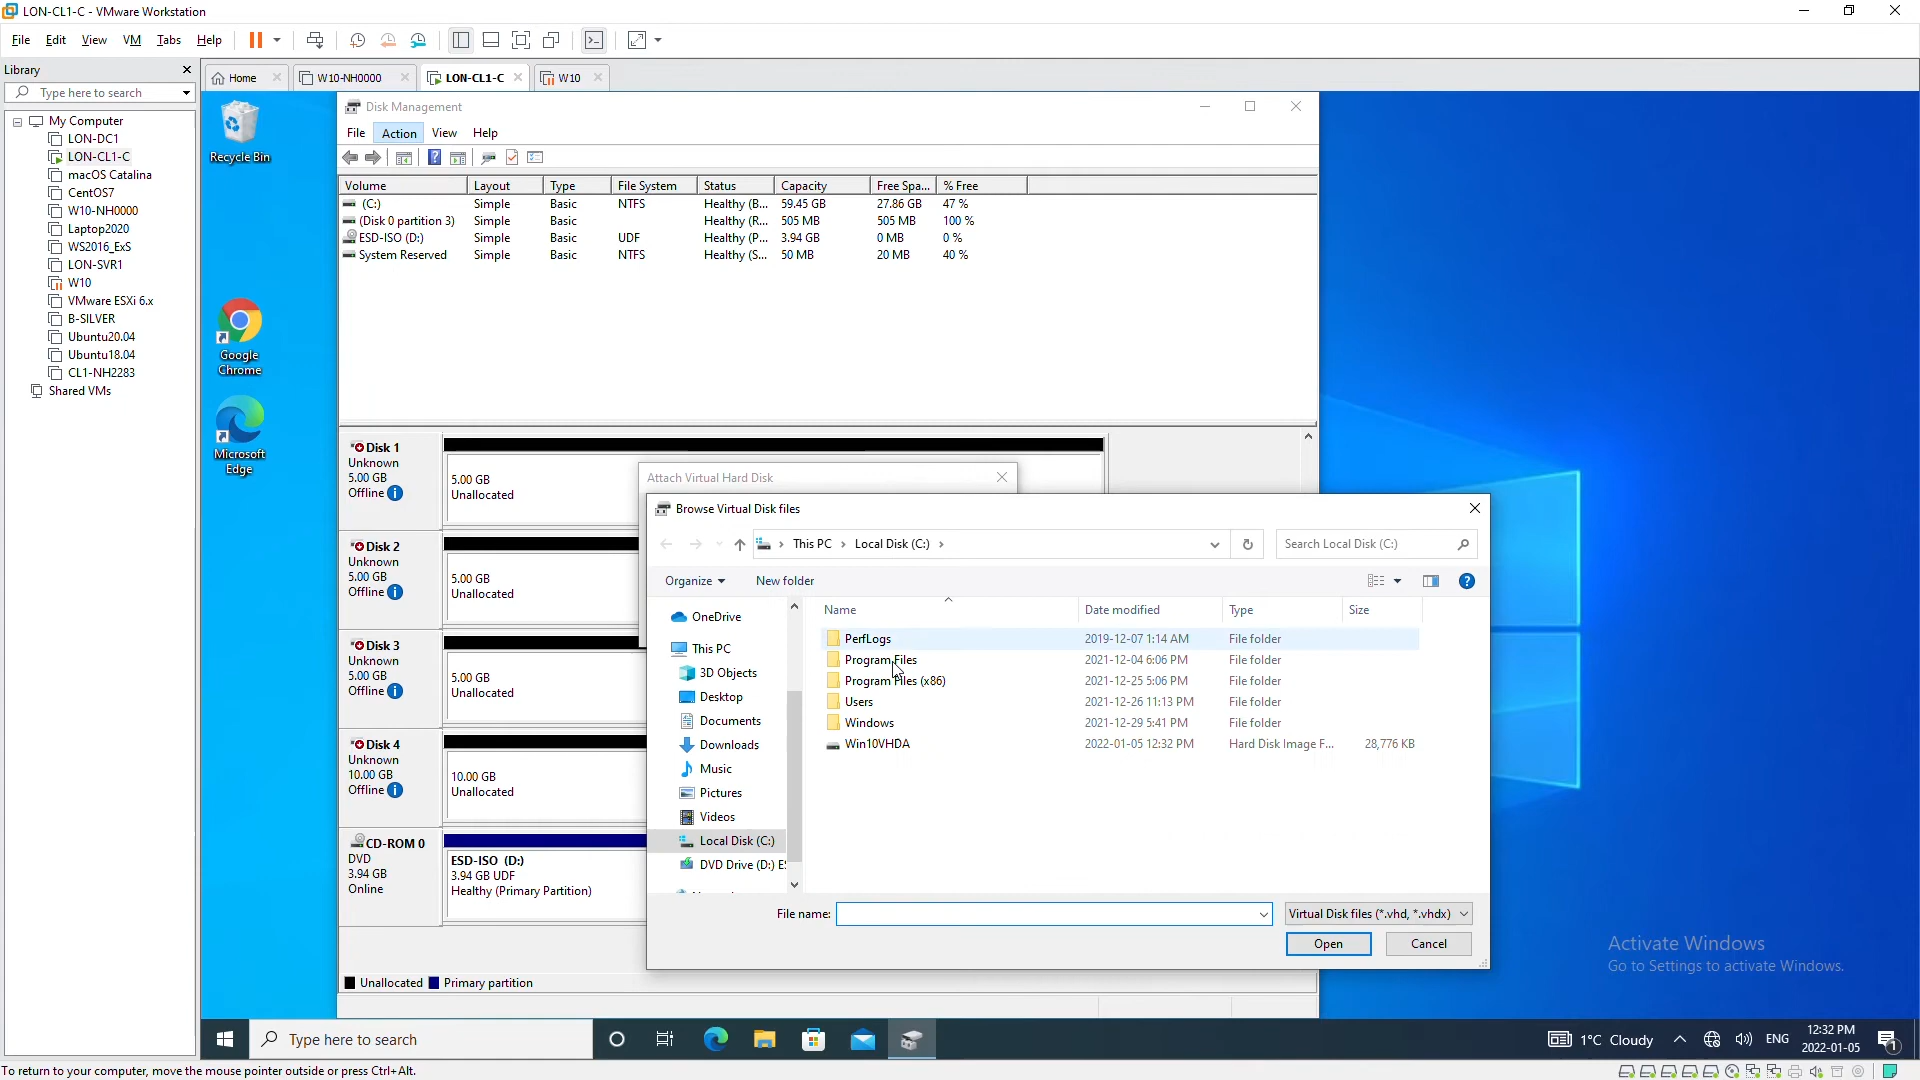 LON-CL1-C - VMware Workstation
File Edit View VM Tabs Help
Library
Type here to search
My Computer
LON-DC1
LON-CL1-C
macOS Catalina
CentOS7
W10-NH0000
Laptop2020
WS2016_ExS
LON-SVR1
W10
VMware ESXi 6.x
B-SILVER
Ubuntu20.04
Ubuntu18.04
CL1-NH2283
Shared VMs
Home W10-NH0000 LON-CL1-C W10
Recycle Bin
Google
Chrome
Microsoft
Edge
Disk Management
File Action View Help
Volume Layout Type File System Status Capacity Free Spa... % Free
(C:) Simple Basic NTFS Healthy (B... 59.45 GB 27.86 GB 47 %
(Disk 0 partition 3) Simple Basic Healthy (R... 505 MB 505 MB 100 %
ESD-ISO (D:) Simple Basic UDF Healthy (P... 3.94 GB 0 MB 0 %
System Reserved Simple Basic NTFS Healthy (S... 50 MB 20 MB 40 %
Disk 1
Unknown
5.00 GB
Offline
5.00 GB
Unallocated
Disk 2
Unknown
5.00 GB
Offline
5.00 GB
Unallocated
Disk 3
Unknown
5.00 GB
Offline
5.00 GB
Unallocated
Disk 4
Unknown
10.00 GB
Offline
10.00 GB
Unallocated
CD-ROM 0
DVD
3.94 GB
Online
ESD-ISO (D:)
3.94 GB UDF
Healthy (Primary Partition)
Unallocated Primary partition
Attach Virtual Hard Disk
Browse Virtual Disk files
This PC Local Disk (C:)
Search Local Disk (C:)
Organize New folder
OneDrive
This PC
3D Objects
Desktop
Documents
Downloads
Music
Pictures
Videos
Local Disk (C:)
DVD Drive (D:) ES
Name Date modified Type Size
PerfLogs 2019-12-07 1:14 AM File folder
Program Files 2021-12-04 6:06 PM File folder
Program Files (x86) 2021-12-25 5:06 PM File folder
Users 2021-12-26 11:13 PM File folder
Windows 2021-12-29 5:41 PM File folder
Win10VHDA 2022-01-05 12:32 PM Hard Disk Image F... 28,776 KB
File name: Virtual Disk files (*.vhd, *.vhdx)
Open Cancel
Activate Windows
Go to Settings to activate Windows.
Type here to search
1°C Cloudy
ENG
12:32 PM
2022-01-05
1
To return to your computer, move the mouse pointer outside or press Ctrl+Alt.